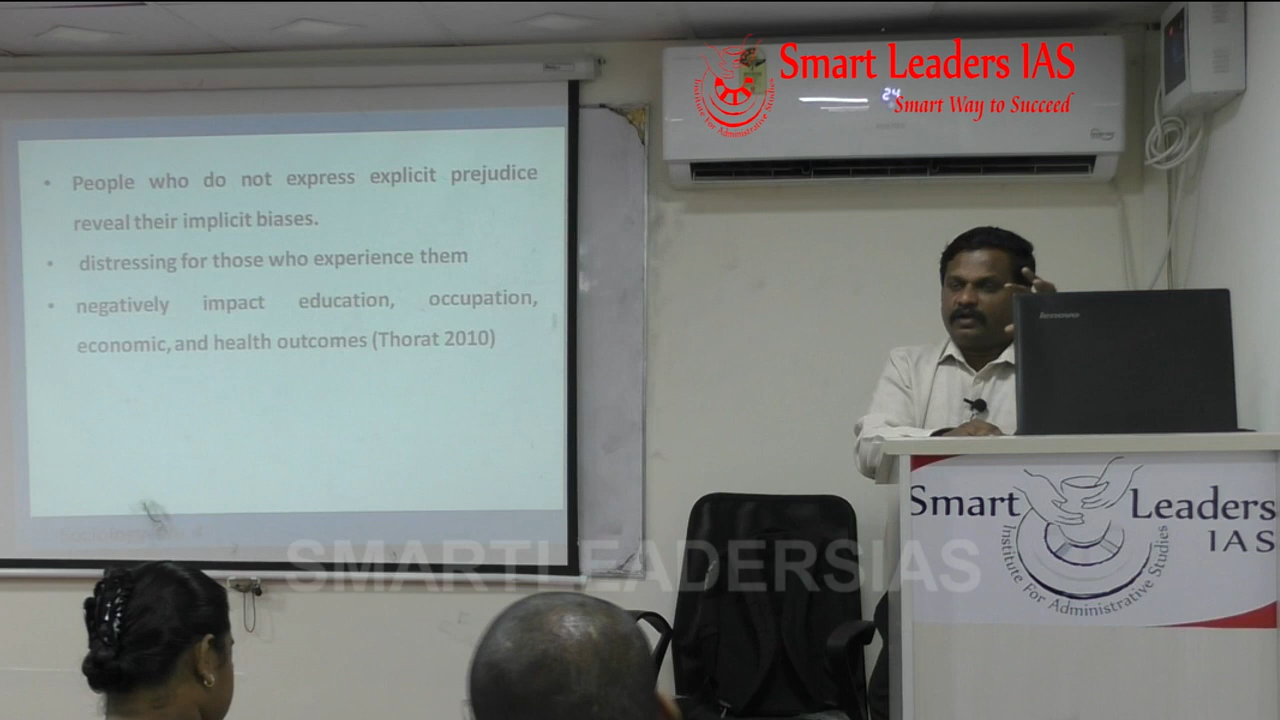 • People who do not express explicit prejudice
reveal their implicit biases.
• distressing for those who experience them
• negatively impact education, occupation,
economic, and health outcomes (Thorat 2010)
Smart Leaders IAS
Smart Way to Succeed
Institute For Administrative Studies
24
lenovo
Smart Leaders
IAS
Institute For Administrative Studies
SMARTLEADERSIAS